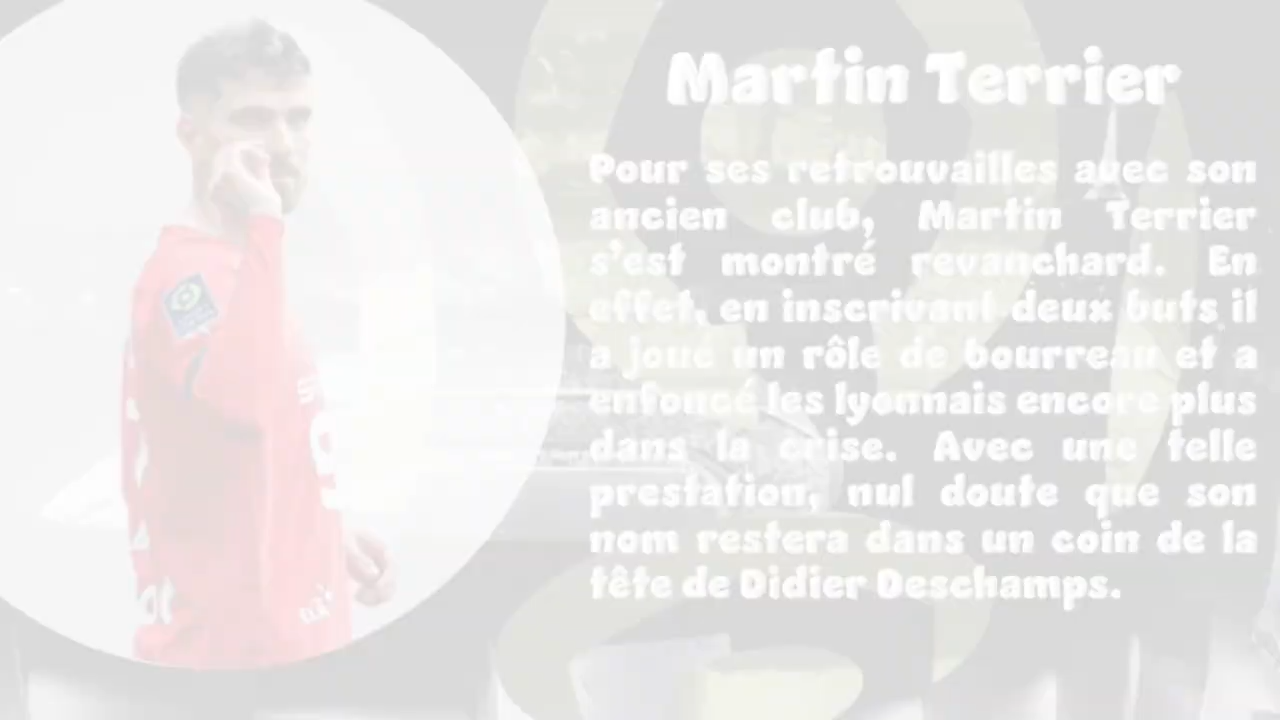 Martin Terrier
Pour ses retrouvailles avec son
ancien club, Martin Terrier
s'est montré revanchard. En
effet, en inscrivant deux buts il
a joué un rôle de bourreau et a
enfoncé les lyonnais encore plus
dans la crise. Avec une telle
prestation, nul doute que son
nom restera dans un coin de la
tête de Didier Deschamps.